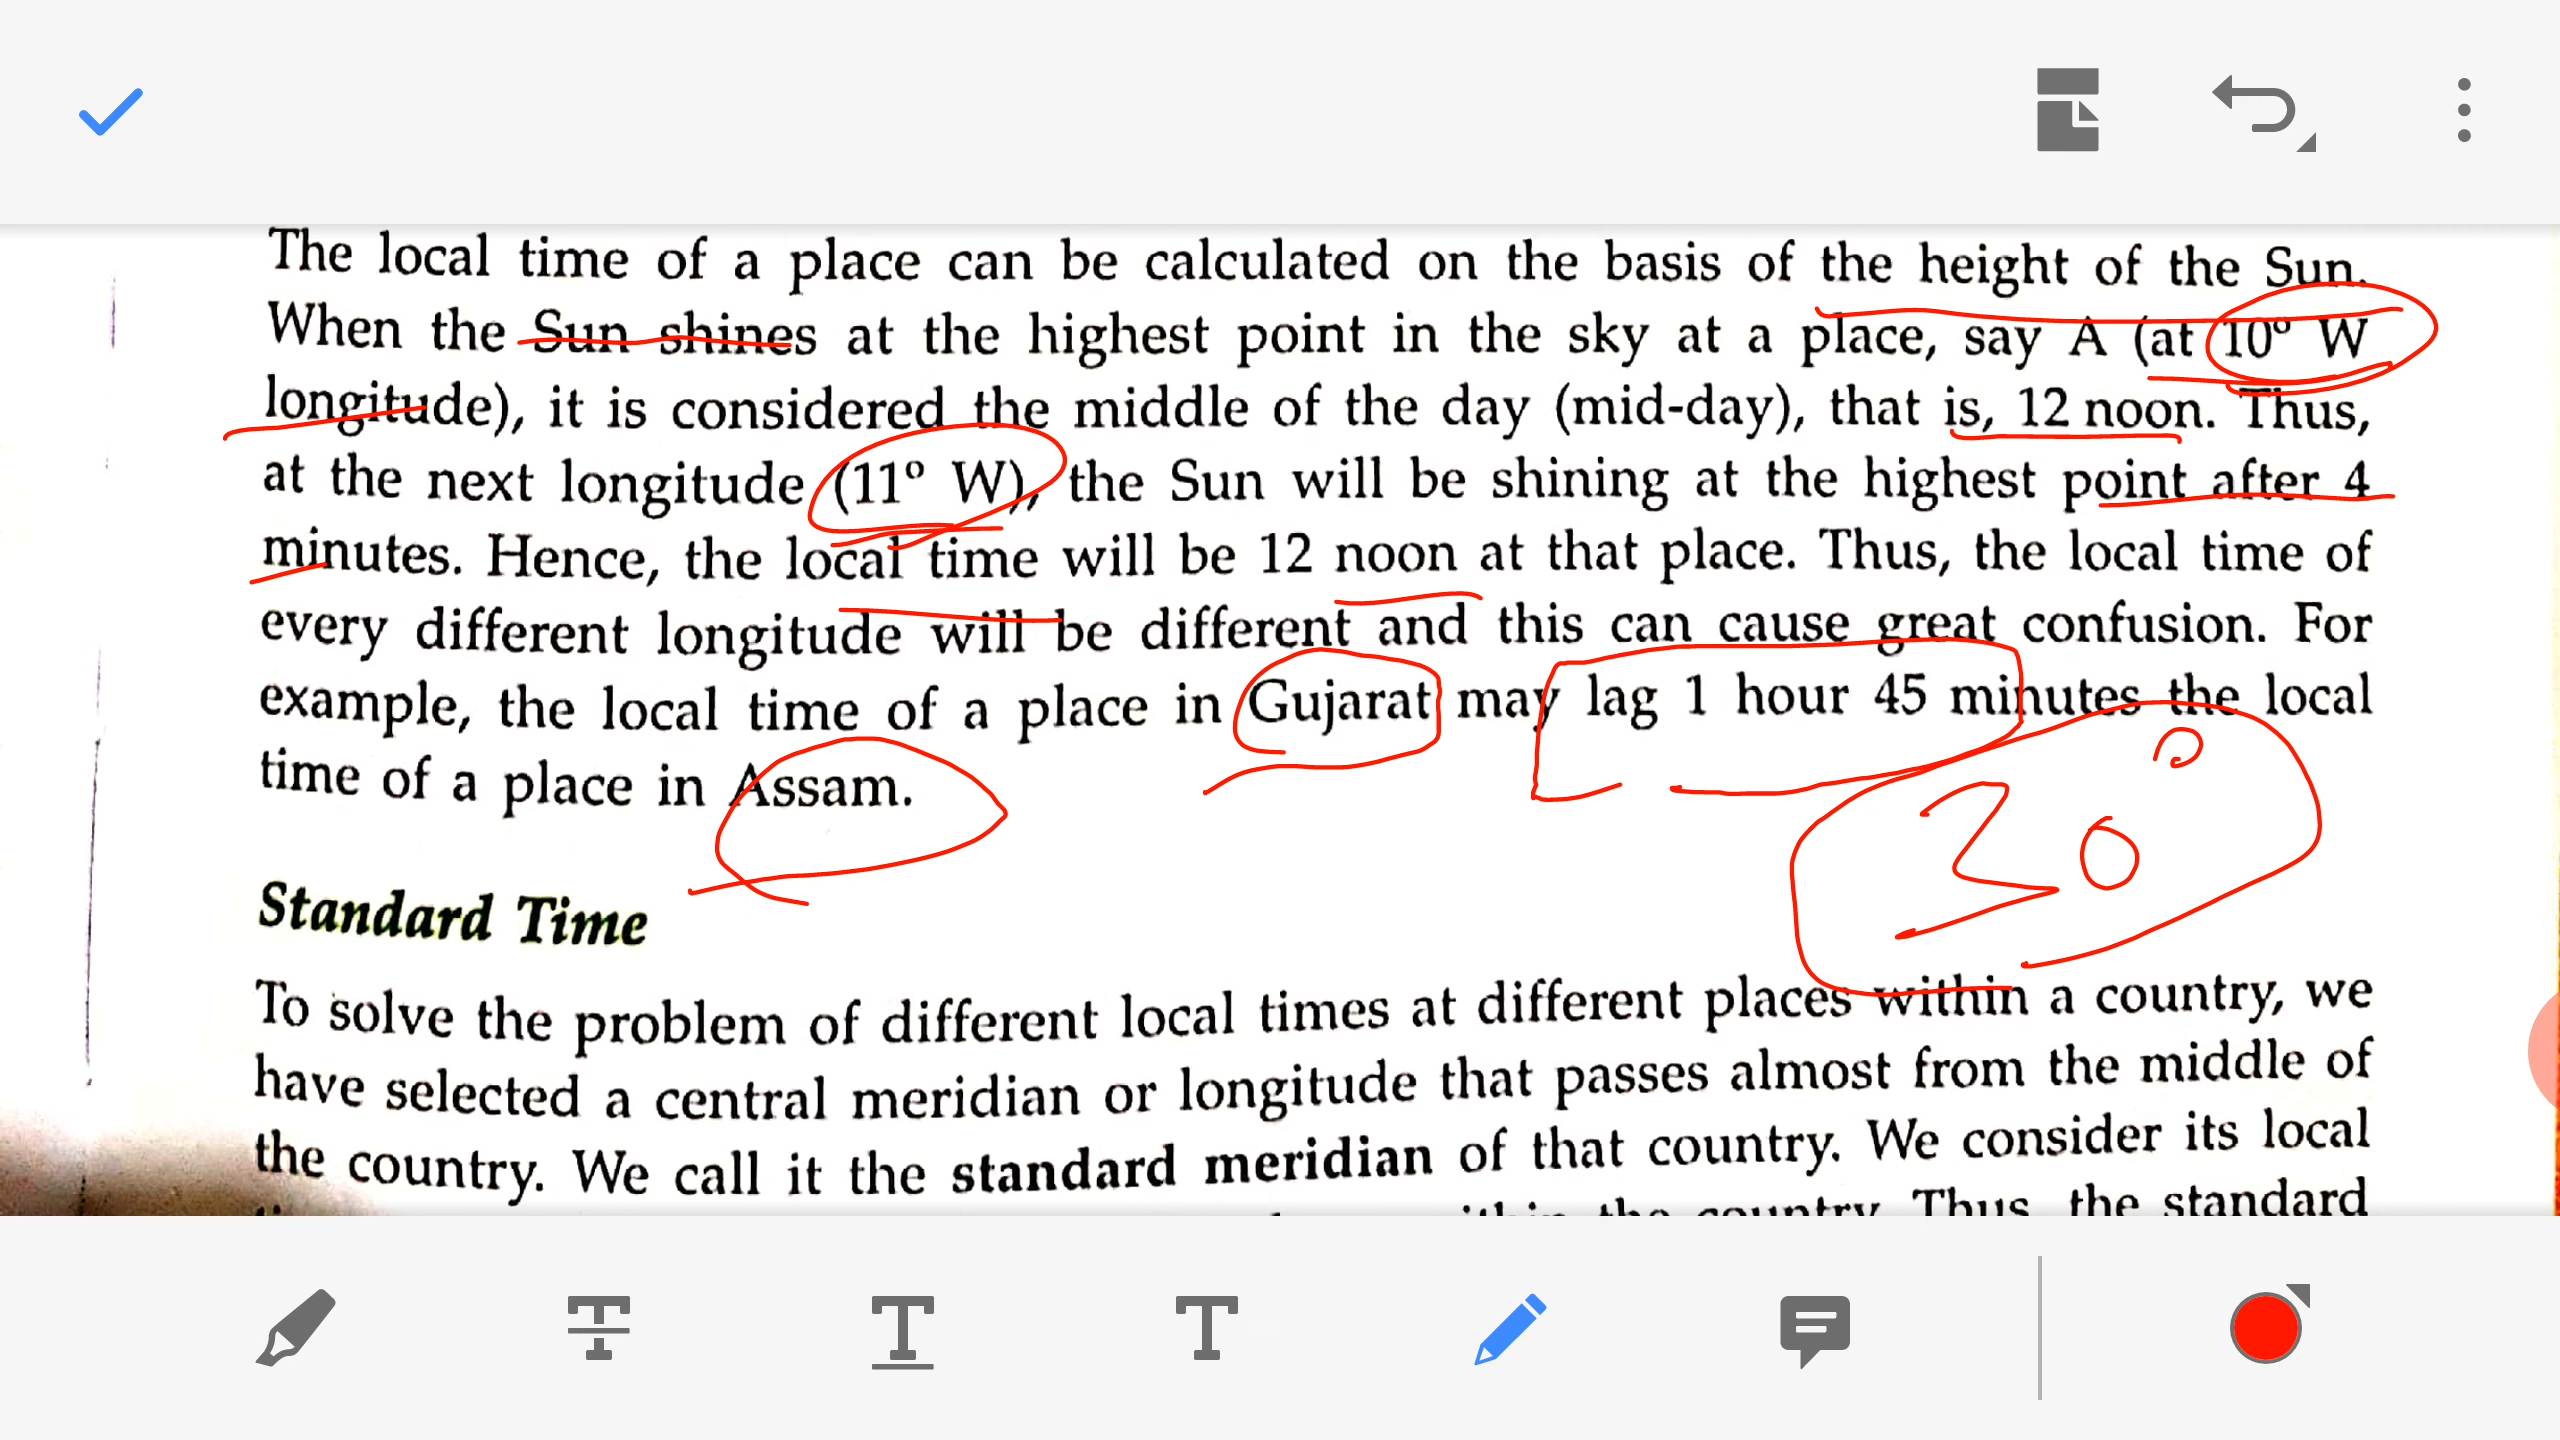 The local time of a place can be calculated on the basis of the height of the Sun.
When the Sun shines at the highest point in the sky at a place, say A (at 10° W
longitude), it is considered the middle of the day (mid-day), that is, 12 noon. Thus,
at the next longitude (11° W), the Sun will be shining at the highest point after 4
minutes. Hence, the local time will be 12 noon at that place. Thus, the local time of
every different longitude will be different and this can cause great confusion. For
example, the local time of a place in Gujarat may lag 1 hour 45 minutes the local
time of a place in Assam.
30°
Standard Time
To solve the problem of different local times at different places within a country, we
have selected a central meridian or longitude that passes almost from the middle of
the country. We call it the standard meridian of that country. We consider its local
the country. Thus, the standard